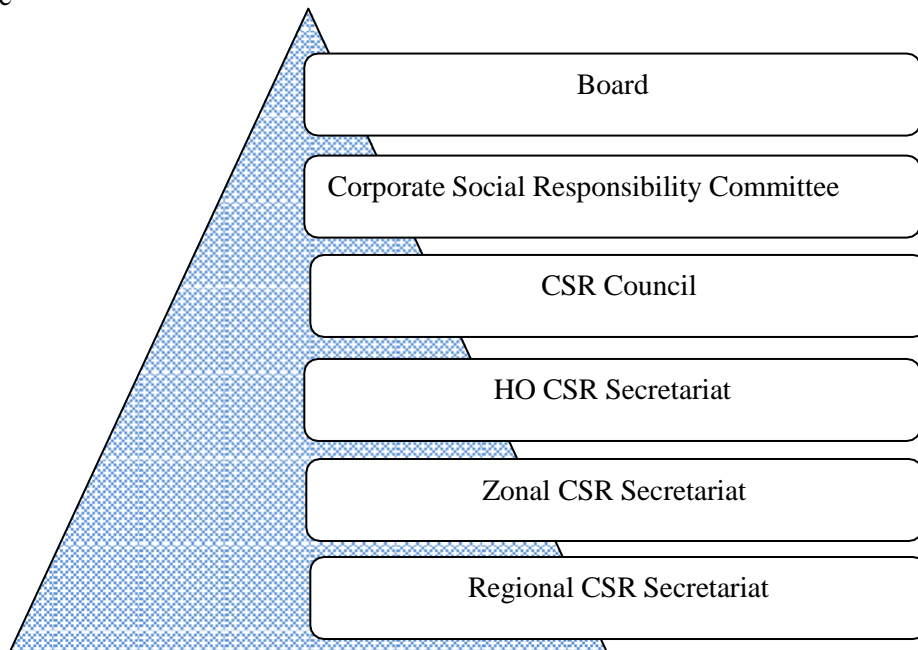 Board
Corporate Social Responsibility Committee
CSR Council
HO CSR Secretariat
Zonal CSR Secretariat
Regional CSR Secretariat